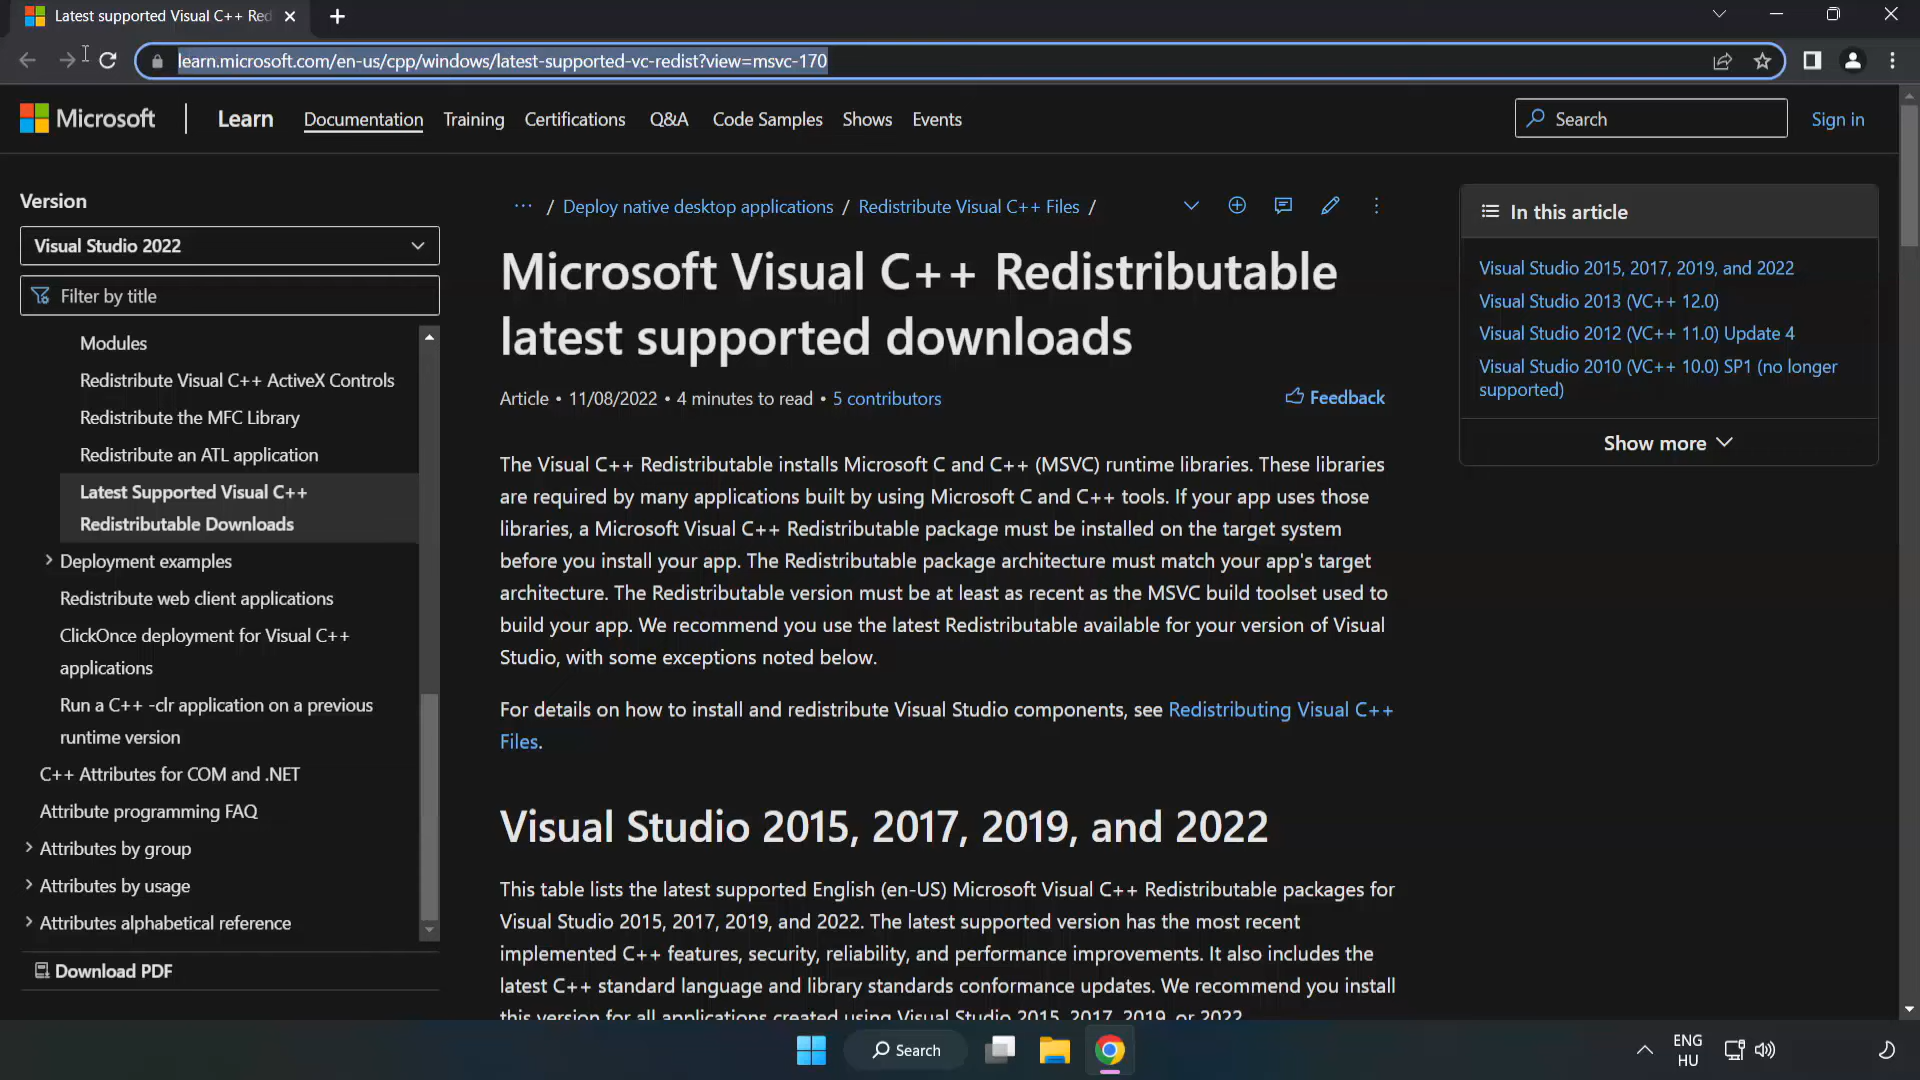 Latest supported Visual C++ Red
learn.microsoft.com/en-us/cpp/windows/latest-supported-vc-redist?view=msvc-170
Microsoft
Learn
Documentation
Training
Certifications
Q&A
Code Samples
Shows
Events
Search
Sign in
Version
Visual Studio 2022
Filter by title
Modules
Redistribute Visual C++ ActiveX Controls
Redistribute the MFC Library
Redistribute an ATL application
Latest Supported Visual C++
Redistributable Downloads
Deployment examples
Redistribute web client applications
ClickOnce deployment for Visual C++
applications
Run a C++ -clr application on a previous
runtime version
C++ Attributes for COM and .NET
Attribute programming FAQ
Attributes by group
Attributes by usage
Attributes alphabetical reference
Download PDF
... / Deploy native desktop applications / Redistribute Visual C++ Files /
Microsoft Visual C++ Redistributable
latest supported downloads
Article • 11/08/2022 • 4 minutes to read • 5 contributors
Feedback
The Visual C++ Redistributable installs Microsoft C and C++ (MSVC) runtime libraries. These libraries
are required by many applications built by using Microsoft C and C++ tools. If your app uses those
libraries, a Microsoft Visual C++ Redistributable package must be installed on the target system
before you install your app. The Redistributable package architecture must match your app's target
architecture. The Redistributable version must be at least as recent as the MSVC build toolset used to
build your app. We recommend you use the latest Redistributable available for your version of Visual
Studio, with some exceptions noted below.
For details on how to install and redistribute Visual Studio components, see Redistributing Visual C++
Files.
Visual Studio 2015, 2017, 2019, and 2022
This table lists the latest supported English (en-US) Microsoft Visual C++ Redistributable packages for
Visual Studio 2015, 2017, 2019, and 2022. The latest supported version has the most recent
implemented C++ features, security, reliability, and performance improvements. It also includes the
latest C++ standard language and library standards conformance updates. We recommend you install
this version for all applications created using Visual Studio 2015, 2017, 2019, or 2022.
In this article
Visual Studio 2015, 2017, 2019, and 2022
Visual Studio 2013 (VC++ 12.0)
Visual Studio 2012 (VC++ 11.0) Update 4
Visual Studio 2010 (VC++ 10.0) SP1 (no longer
supported)
Show more
Search
ENG
HU